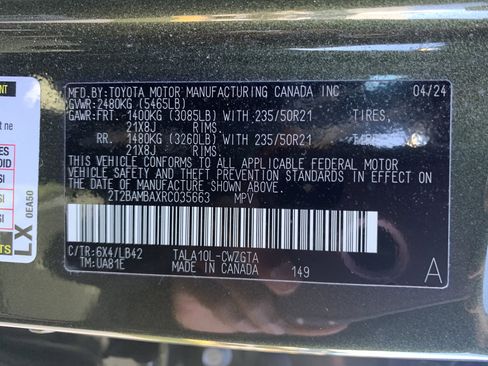 MFD.BY:TOYOTA MOTOR MANUFACTURING CANADA INC 04/24
GVWR:2480KG (5465LB)
GAWR:FRT. 1400KG (3085LB) WITH 235/50R21 TIRES,
21X8J RIMS.
RR. 1480KG (3260LB) WITH 235/50R21 TIRES,
21X8J RIMS.
THIS VEHICLE CONFORMS TO ALL APPLICABLE FEDERAL MOTOR
VEHICLE SAFETY AND THEFT PREVENTION STANDARDS IN EFFECT ON
THE DATE OF MANUFACTURE SHOWN ABOVE.
2T2BAMBAXRC035663 MPV
C/TR:6X4/LB42 TALA10L-CWZGTA
TM:UA81E MADE IN CANADA 149 A
LX 0EA50